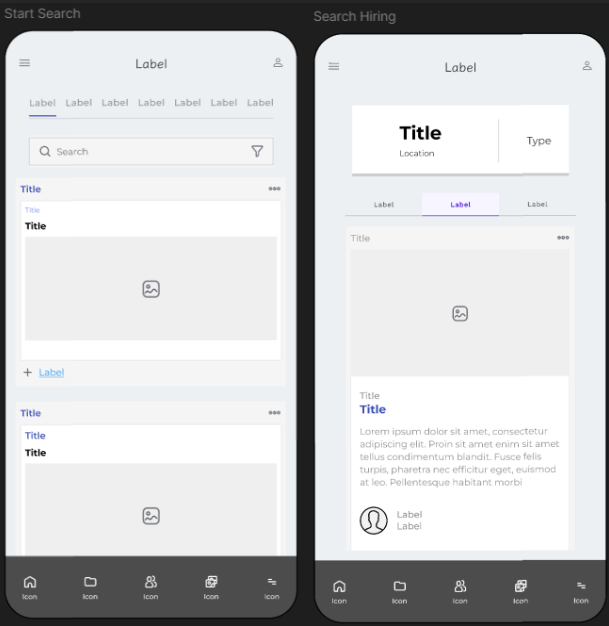 Start Search
Label
Label Label Label Label Label Label Label
Search
Title
Title
Title
+ Label
Title
Title
Title
Icon Icon Icon Icon Icon
Search Hiring
Label
Title
Location
Type
Label Label Label
Title
Title
Title
Lorem ipsum dolor sit amet, consectetur
adipiscing elit. Proin sit amet enim sit amet
tellus condimentum blandit. Fusce felis
turpis, pharetra nec efficitur eget, euismod
at leo. Pellentesque habitant morbi
Label
Label
Icon Icon Icon Icon Icon